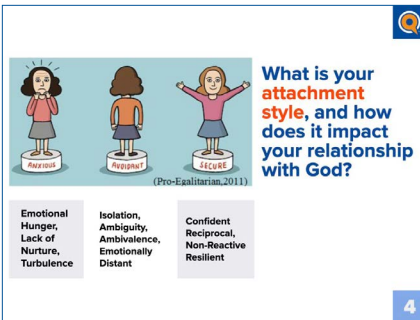 What is your
attachment
style, and how
does it impact
your relationship
with God?
ANXIOUS
AVOIDANT
SECURE
(Pro-Egalitarian,2011)
Emotional
Hunger,
Lack of
Nurture,
Turbulence
Isolation,
Ambiguity,
Ambivalence,
Emotionally
Distant
Confident
Reciprocal,
Non-Reactive
Resilient
4